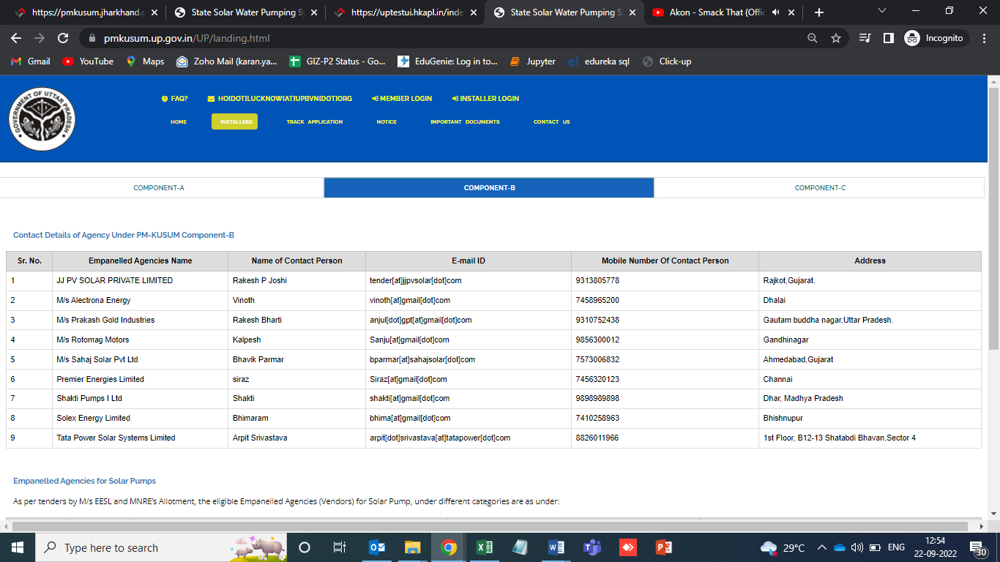 https://pmkusum.jharkhand.g
State Solar Water Pumping Sy
https://uptestui.hkapl.in/inde
State Solar Water Pumping S
Akon - Smack That (Offic
pmkusum.up.gov.in/UP/landing.html
Incognito
Gmail
YouTube
Maps
Zoho Mail (karan.ya...
GIZ-P2 Status - Go...
EduGenie: Log in to...
Jupyter
edureka sql
Click-up
GOVERNMENT OF UTTAR PRADESH
FAQ?
HO[DOT]LUCKNOW[AT]UPBVN[DOT]ORG
MEMBER LOGIN
INSTALLER LOGIN
HOME
INSTALLERS
TRACK APPLICATION
NOTICE
IMPORTANT DOCUMENTS
CONTACT US
COMPONENT-A
COMPONENT-B
COMPONENT-C
Contact Details of Agency Under PM-KUSUM Component-B
Sr. No. Empanelled Agencies Name Name of Contact Person E-mail ID Mobile Number Of Contact Person Address
1 JJ PV SOLAR PRIVATE LIMITED Rakesh P Joshi tender[at]jjpvsolar[dot]com 9313805778 Rajkot,Gujarat.
2 M/s Alectrona Energy Vinoth vinoth[at]gmail[dot]com 7458965200 Dhalai
3 M/s Prakash Gold Industries Rakesh Bharti anjul[dot]gpt[at]gmail[dot]com 9310752438 Gautam buddha nagar,Uttar Pradesh.
4 M/s Rotomag Motors Kalpesh Sanju[at]gmail[dot]com 9856300012 Gandhinagar
5 M/s Sahaj Solar Pvt Ltd Bhavik Parmar bparmar[at]sahajsolar[dot]com 7573006832 Ahmedabad,Gujarat
6 Premier Energies Limited siraz Siraz[at]gmail[dot]com 7456320123 Channai
7 Shakti Pumps I Ltd Shakti shakti[at]gmail[dot]com 9898989898 Dhar, Madhya Pradesh
8 Solex Energy Limited Bhimaram bhima[at]gmail[dot]com 7410258963 Bhishnupur
9 Tata Power Solar Systems Limited Arpit Srivastava arpit[dot]srivastava[at]tatapower[dot]com 8826011966 1st Floor, B12-13 Shatabdi Bhavan,Sector 4
Empanelled Agencies for Solar Pumps
As per tenders by M/s EESL and MNRE's Allotment, the eligible Empanelled Agencies (Vendors) for Solar Pump, under different categories are as under:
Type here to search
29°C
ENG
12:54
22-09-2022
30